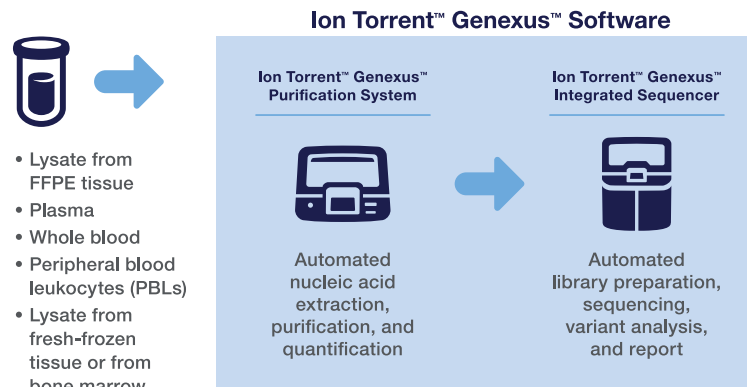 Ion Torrent™ Genexus™ Software
• Lysate from
FFPE tissue
• Plasma
• Whole blood
• Peripheral blood
leukocytes (PBLs)
• Lysate from
fresh-frozen
tissue or from
bone marrow
Ion Torrent™ Genexus™
Purification System
Automated
nucleic acid
extraction,
purification, and
quantification
Ion Torrent™ Genexus™
Integrated Sequencer
Automated
library preparation,
sequencing,
variant analysis,
and report